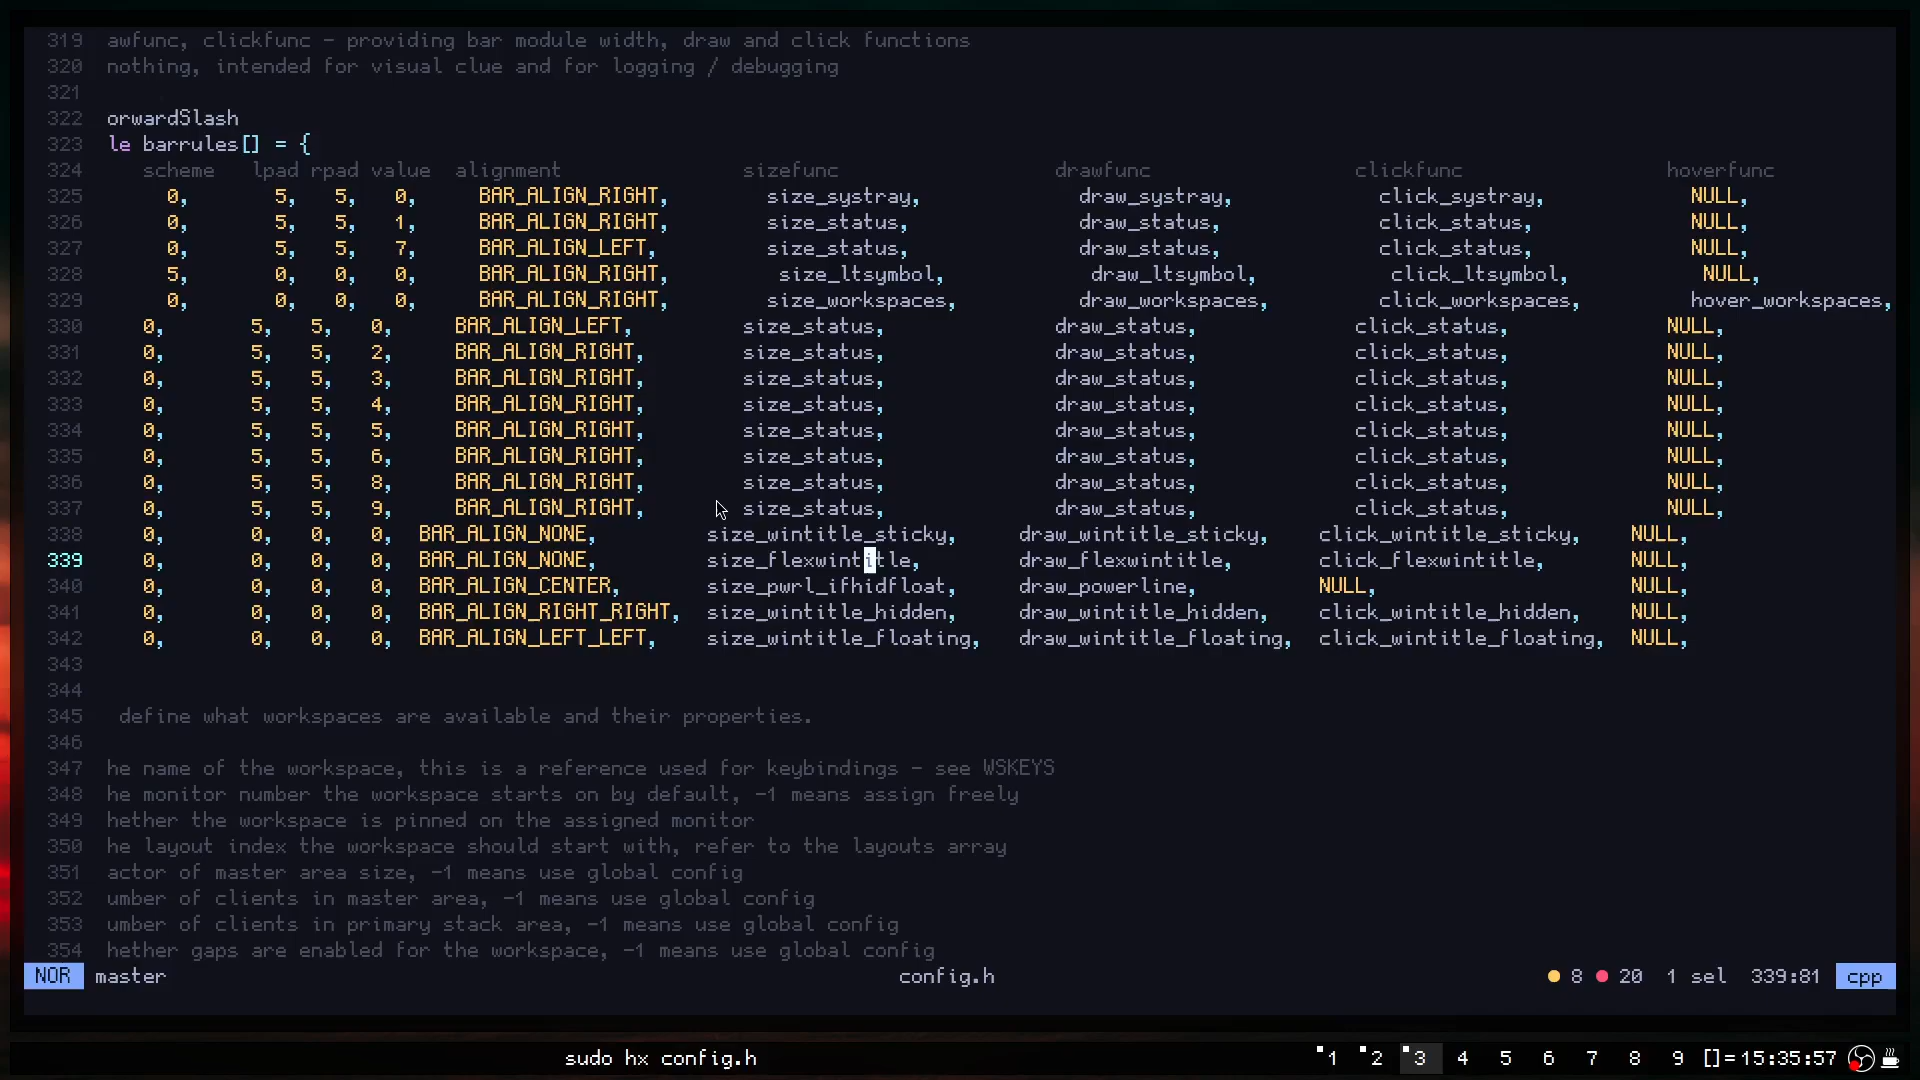 319 awfunc, clickfunc - providing bar module width, draw and click functions
320 nothing, intended for visual clue and for logging / debugging
321
322 orwardSlash
323 le barrules[] = {
324 scheme lpad rpad value alignment sizefunc drawfunc clickfunc hoverfunc
325 0, 5, 5, 0, BAR_ALIGN_RIGHT, size_systray, draw_systray, click_systray, NULL,
326 0, 5, 5, 1, BAR_ALIGN_RIGHT, size_status, draw_status, click_status, NULL,
327 0, 5, 5, 7, BAR_ALIGN_LEFT, size_status, draw_status, click_status, NULL,
328 5, 0, 0, 0, BAR_ALIGN_RIGHT, size_ltsymbol, draw_ltsymbol, click_ltsymbol, NULL,
329 0, 0, 0, 0, BAR_ALIGN_RIGHT, size_workspaces, draw_workspaces, click_workspaces, hover_workspaces,
330 0, 5, 5, 0, BAR_ALIGN_LEFT, size_status, draw_status, click_status, NULL,
331 0, 5, 5, 2, BAR_ALIGN_RIGHT, size_status, draw_status, click_status, NULL,
332 0, 5, 5, 3, BAR_ALIGN_RIGHT, size_status, draw_status, click_status, NULL,
333 0, 5, 5, 4, BAR_ALIGN_RIGHT, size_status, draw_status, click_status, NULL,
334 0, 5, 5, 5, BAR_ALIGN_RIGHT, size_status, draw_status, click_status, NULL,
335 0, 5, 5, 6, BAR_ALIGN_RIGHT, size_status, draw_status, click_status, NULL,
336 0, 5, 5, 8, BAR_ALIGN_RIGHT, size_status, draw_status, click_status, NULL,
337 0, 5, 5, 9, BAR_ALIGN_RIGHT, size_status, draw_status, click_status, NULL,
338 0, 0, 0, 0, BAR_ALIGN_NONE, size_wintitle_sticky, draw_wintitle_sticky, click_wintitle_sticky, NULL,
339 0, 0, 0, 0, BAR_ALIGN_NONE, size_flexwintitle, draw_flexwintitle, click_flexwintitle, NULL,
340 0, 0, 0, 0, BAR_ALIGN_CENTER, size_pwrl_ifhidfloat, draw_powerline, NULL, NULL,
341 0, 0, 0, 0, BAR_ALIGN_RIGHT_RIGHT, size_wintitle_hidden, draw_wintitle_hidden, click_wintitle_hidden, NULL,
342 0, 0, 0, 0, BAR_ALIGN_LEFT_LEFT, size_wintitle_floating, draw_wintitle_floating, click_wintitle_floating, NULL,
343
344
345 define what workspaces are available and their properties.
346
347 he name of the workspace, this is a reference used for keybindings - see WSKEYS
348 he monitor number the workspace starts on by default, -1 means assign freely
349 hether the workspace is pinned on the assigned monitor
350 he layout index the workspace should start with, refer to the layouts array
351 actor of master area size, -1 means use global config
352 umber of clients in master area, -1 means use global config
353 umber of clients in primary stack area, -1 means use global config
354 hether gaps are enabled for the workspace, -1 means use global config
NOR master config.h 8 20 1 sel 339:81 cpp
sudo hx config.h 1 2 3 4 5 6 7 8 9 []= 15:35:57